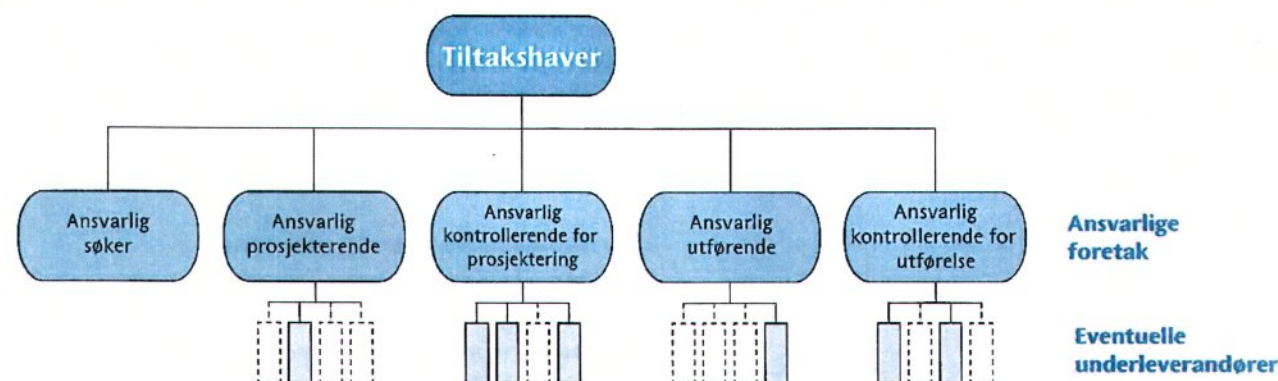 Tiltakshaver
Ansvarlig
søker
Ansvarlig
prosjekterende
Ansvarlig
kontrollerende for
prosjektering
Ansvarlig
utførende
Ansvarlig
kontrollerende for
utførelse
Ansvarlige
foretak
Eventuelle
underleverandører